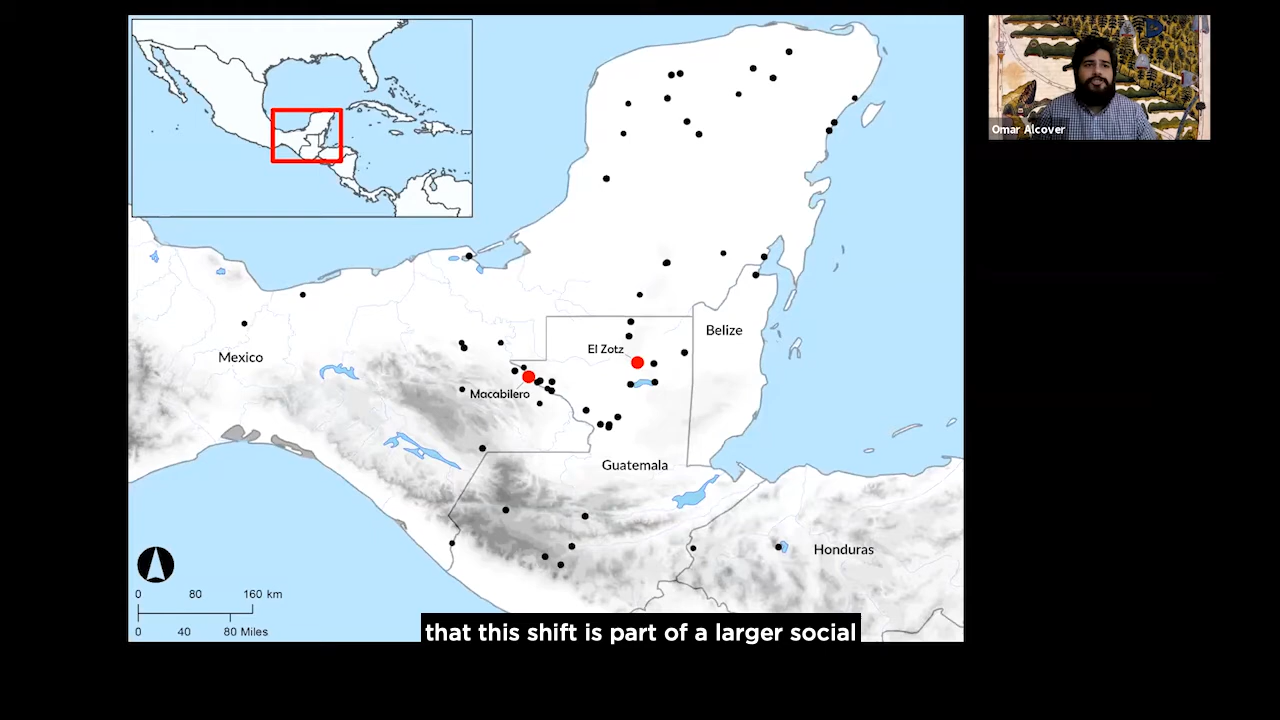 Omar Alcover
Belize
El Zotz
Mexico
Macabilero
Guatemala
Honduras
0 80 160 km
0 40 80 Miles
that this shift is part of a larger social